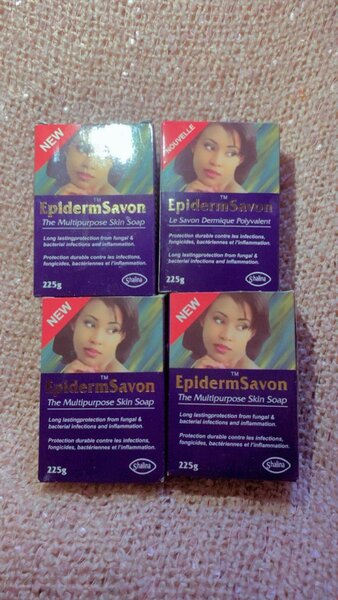 NEW
TM
EpidermSavon
The Multipurpose Skin Soap
Long lastingprotection from fungal &
bacterial infections and inflammation.
Protection durable contre les infections,
fongicides, bactériennes et l'inflammation.
225g
Shalina
NOUVELLE
TM
EpidermSavon
Le Savon Dermique Polyvalent
Long lastingprotection from fungal &
bacterial infections and inflammation.
Protection durable contre les infections,
fongicides, bactériennes et l'inflammation.
225g
Shalina
NEW
TM
EpidermSavon
The Multipurpose Skin Soap
Long lastingprotection from fungal &
bacterial infections and inflammation.
Protection durable contre les infections,
fongicides, bactériennes et l'inflammation.
225g
Shalina
NEW
TM
EpidermSavon
The Multipurpose Skin Soap
Long lastingprotection from fungal &
bacterial infections and inflammation.
Protection durable contre les infections,
fongicides, bactériennes et l'inflammation.
225g
Shalina